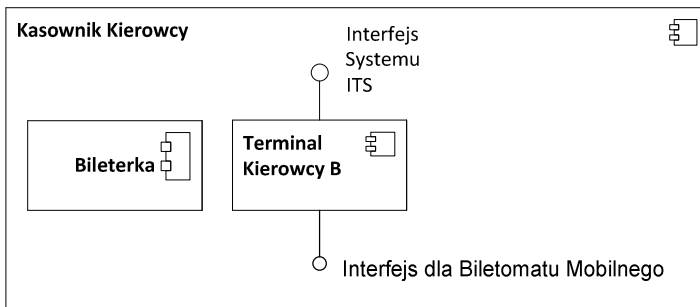 Kasownik Kierowcy
Interfejs
Systemu
ITS
Bileterka
Terminal
Kierowcy B
Interfejs dla Biletomatu Mobilnego